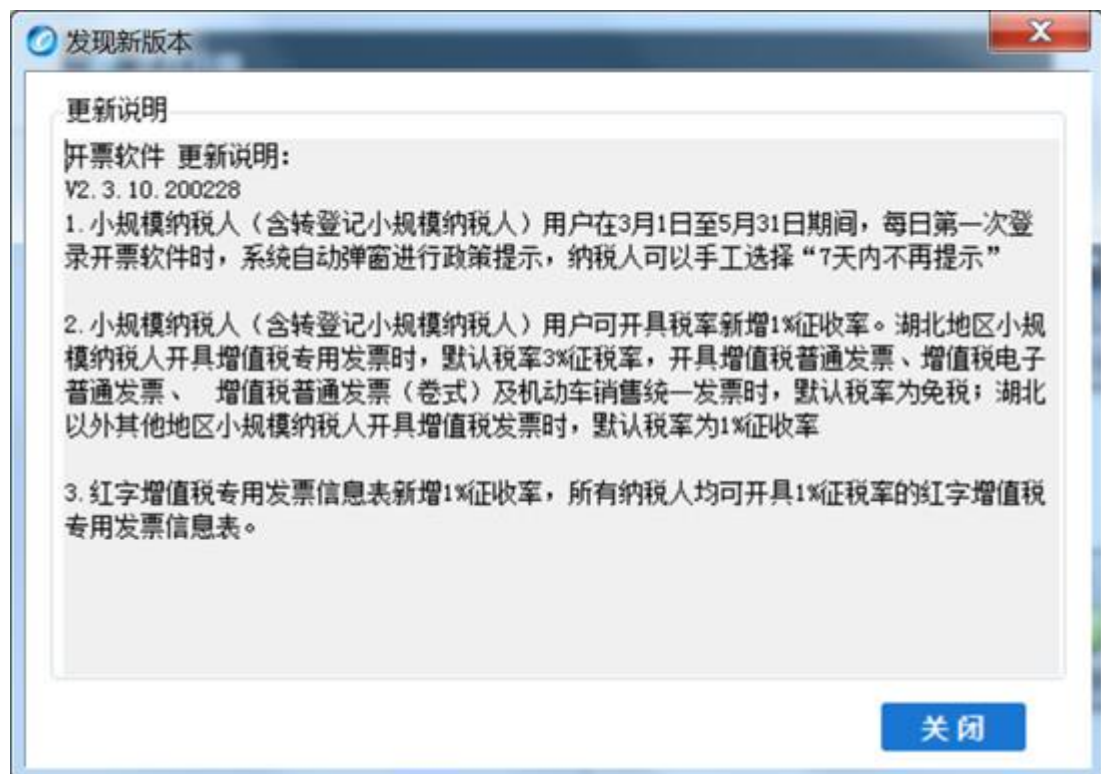 发现新版本
更新说明
开票软件 更新说明：
V2.3.10.200228
1.小规模纳税人（含转登记小规模纳税人）用户在3月1日至5月31日期间，每日第一次登
录开票软件时，系统自动弹窗进行政策提示，纳税人可以手工选择“7天内不再提示”
2.小规模纳税人（含转登记小规模纳税人）用户可开具税率新增1%征收率。湖北地区小规
模纳税人开具增值税专用发票时，默认税率3%征税率，开具增值税普通发票、增值税电子
普通发票、 增值税普通发票（卷式）及机动车销售统一发票时，默认税率为免税；湖北
以外其他地区小规模纳税人开具增值税发票时，默认税率为1%征收率
3.红字增值税专用发票信息表新增1%征收率，所有纳税人均可开具1%征税率的红字增值税
专用发票信息表。
关闭